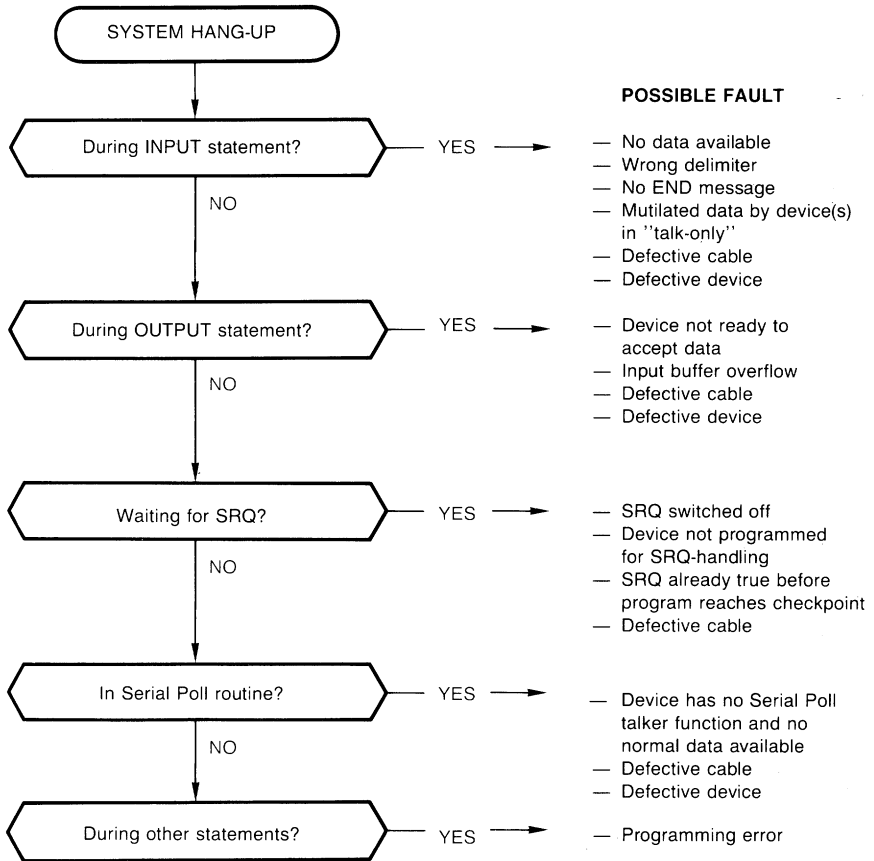 SYSTEM HANG-UP
POSSIBLE FAULT
During INPUT statement?
YES
— No data available
— Wrong delimiter
— No END message
— Mutilated data by device(s)
in ''talk-only''
— Defective cable
— Defective device
NO
During OUTPUT statement?
YES
— Device not ready to
accept data
— Input buffer overflow
— Defective cable
— Defective device
NO
Waiting for SRQ?
YES
— SRQ switched off
— Device not programmed
for SRQ-handling
— SRQ already true before
program reaches checkpoint
— Defective cable
NO
In Serial Poll routine?
YES
— Device has no Serial Poll
talker function and no
normal data available
— Defective cable
— Defective device
NO
During other statements?
YES
— Programming error